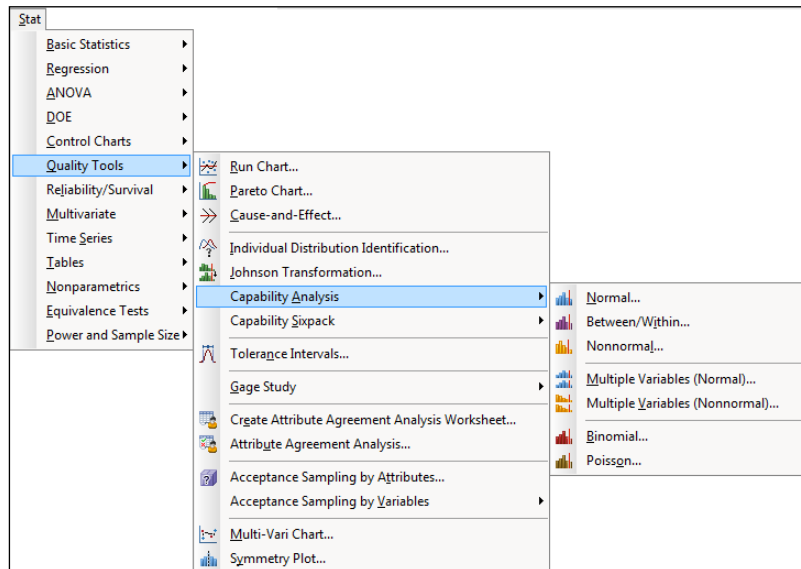 Stat
Basic Statistics
Regression
ANOVA
DOE
Control Charts
Quality Tools
Reliability/Survival
Multivariate
Time Series
Tables
Nonparametrics
Equivalence Tests
Power and Sample Size
Run Chart...
Pareto Chart...
Cause-and-Effect...
Individual Distribution Identification...
Johnson Transformation...
Capability Analysis
Capability Sixpack
Tolerance Intervals...
Gage Study
Create Attribute Agreement Analysis Worksheet...
Attribute Agreement Analysis...
Acceptance Sampling by Attributes...
Acceptance Sampling by Variables
Multi-Vari Chart...
Symmetry Plot...
Normal...
Between/Within...
Nonnormal...
Multiple Variables (Normal)...
Multiple Variables (Nonnormal)...
Binomial...
Poisson...